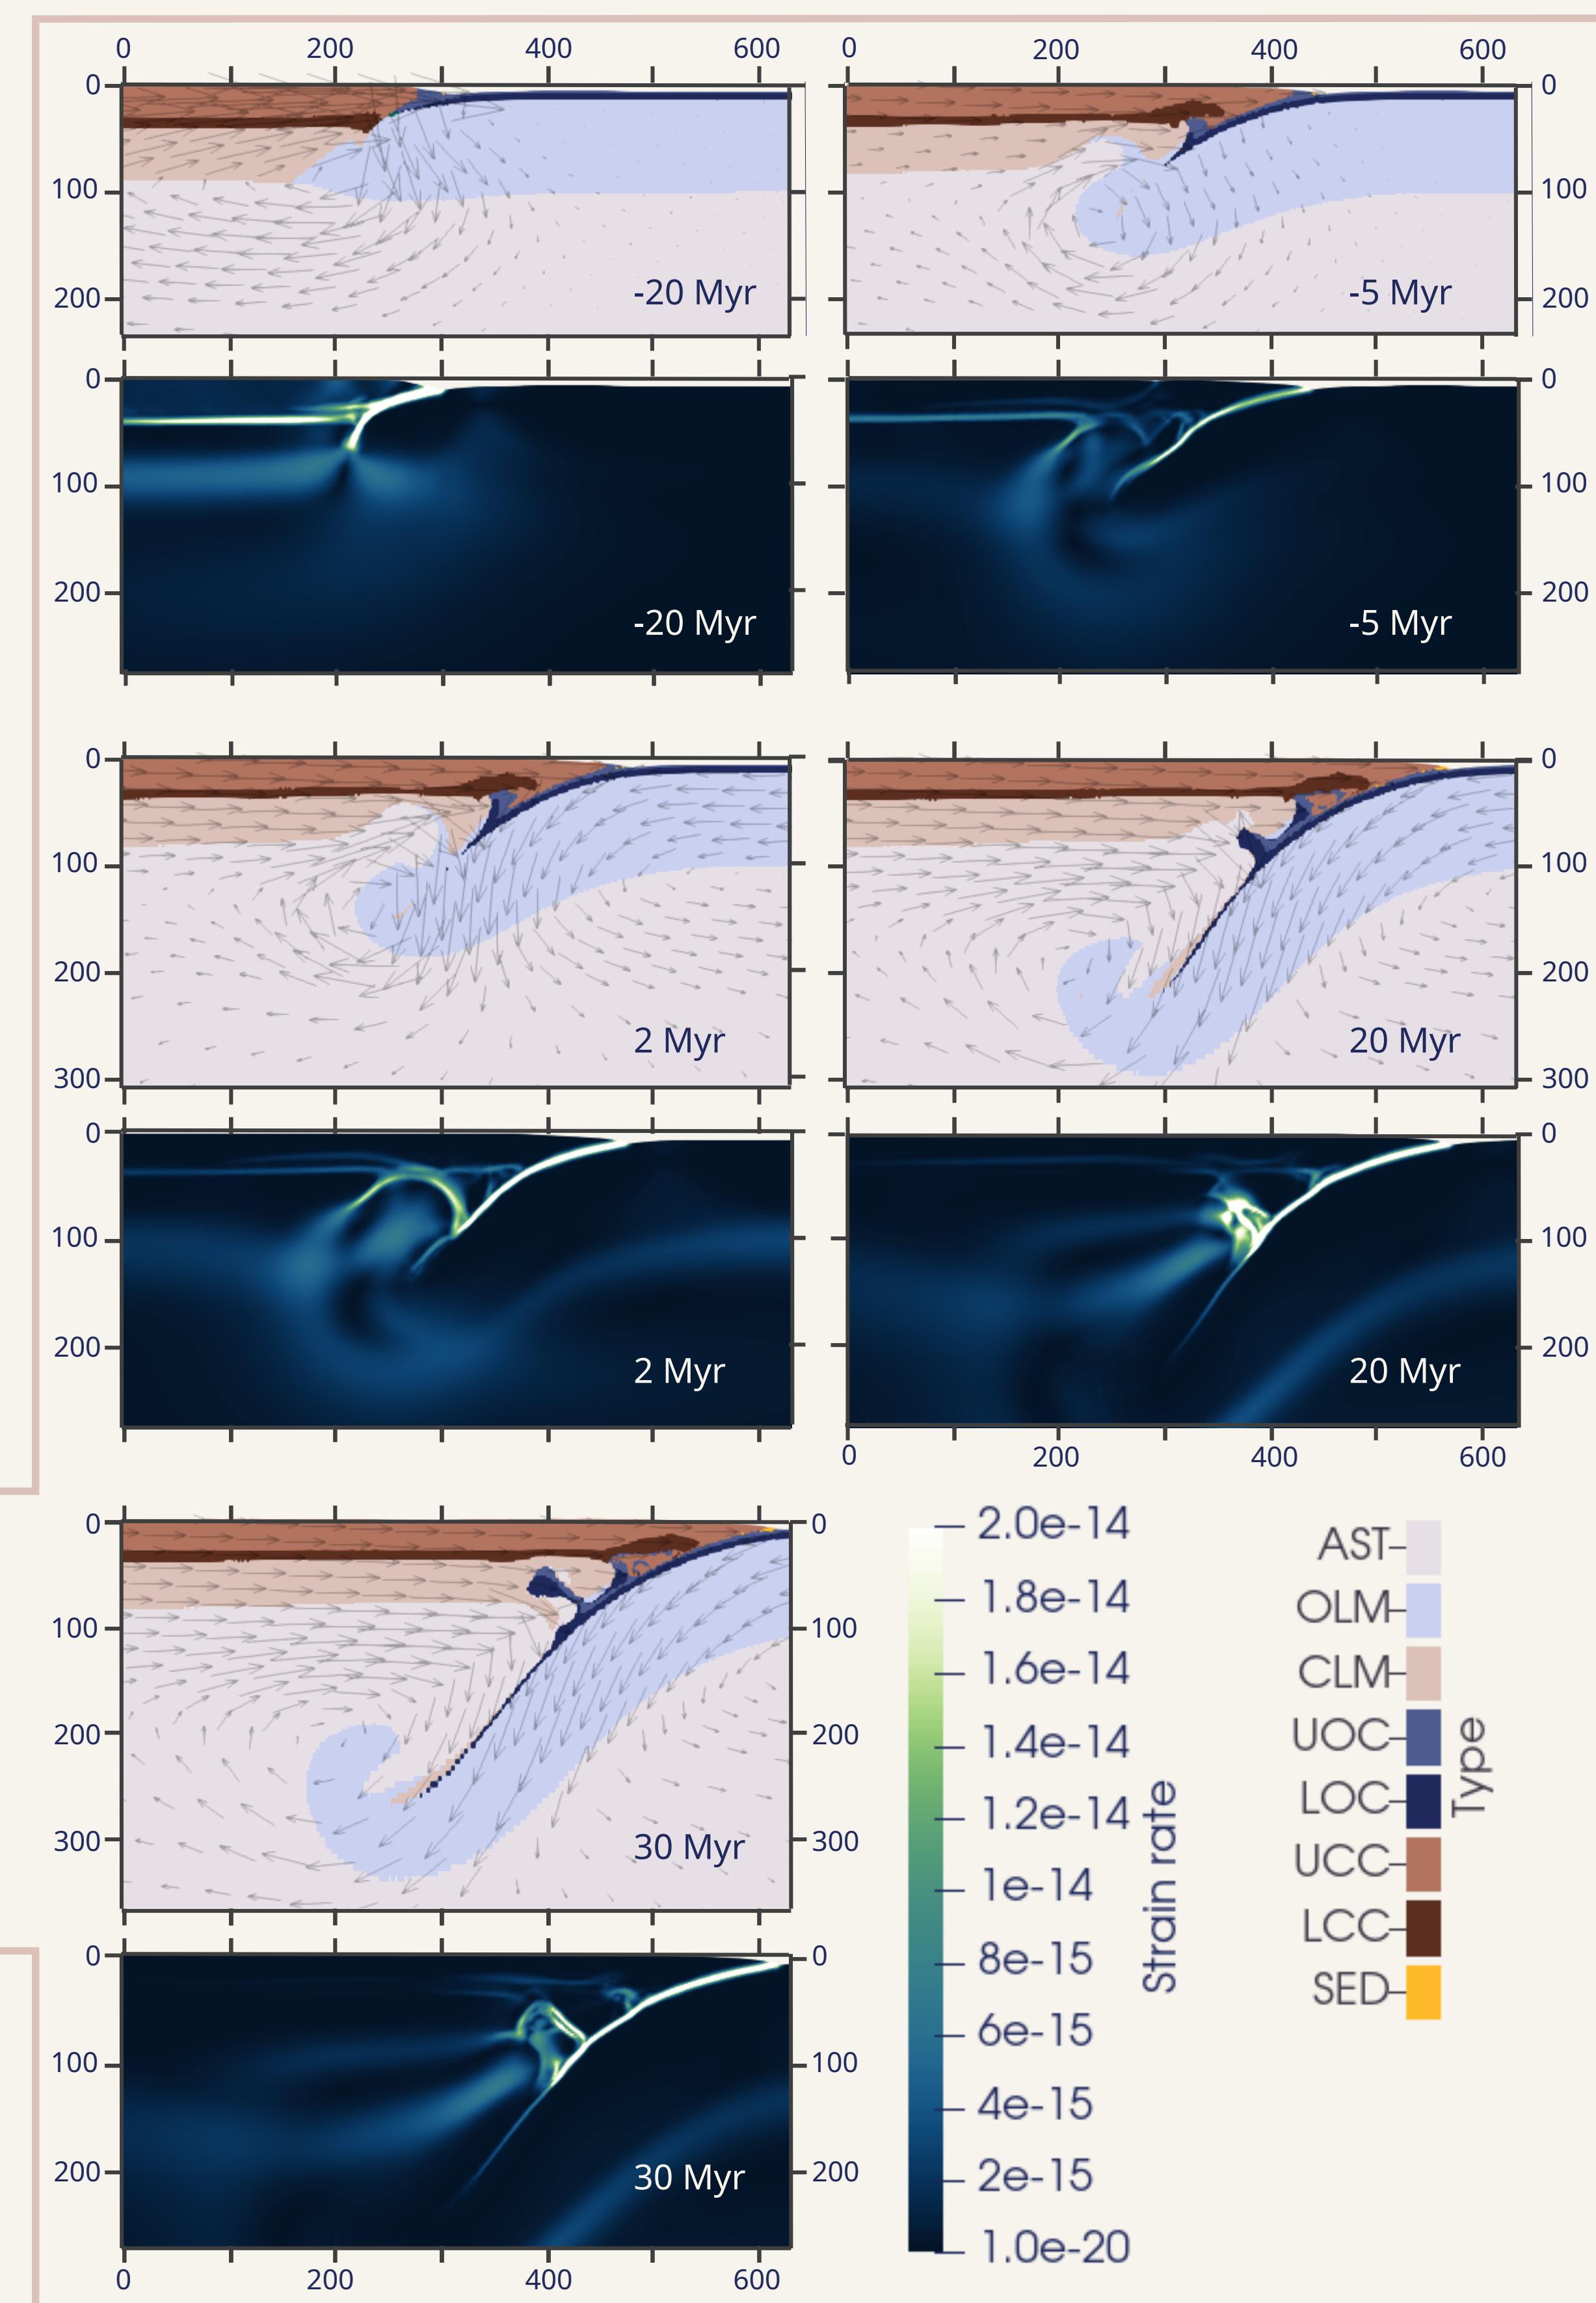 0 200 400 600
0 200 400 600
0
100
200
-20 Myr
0
100
200
-5 Myr
0
100
200
-20 Myr
0
100
200
-5 Myr
0
100
200
300
2 Myr
0
100
200
300
20 Myr
0
100
200
2 Myr
0
100
200
20 Myr
0 200 400 600
0
100
200
300
30 Myr
0
100
200
300
0
100
200
30 Myr
0
100
200
0 200 400 600
2.0e-14
1.8e-14
1.6e-14
1.4e-14
1.2e-14
1e-14
8e-15
6e-15
4e-15
2e-15
1.0e-20
Strain rate
AST
OLM
CLM
UOC
LOC
UCC
LCC
SED
Type